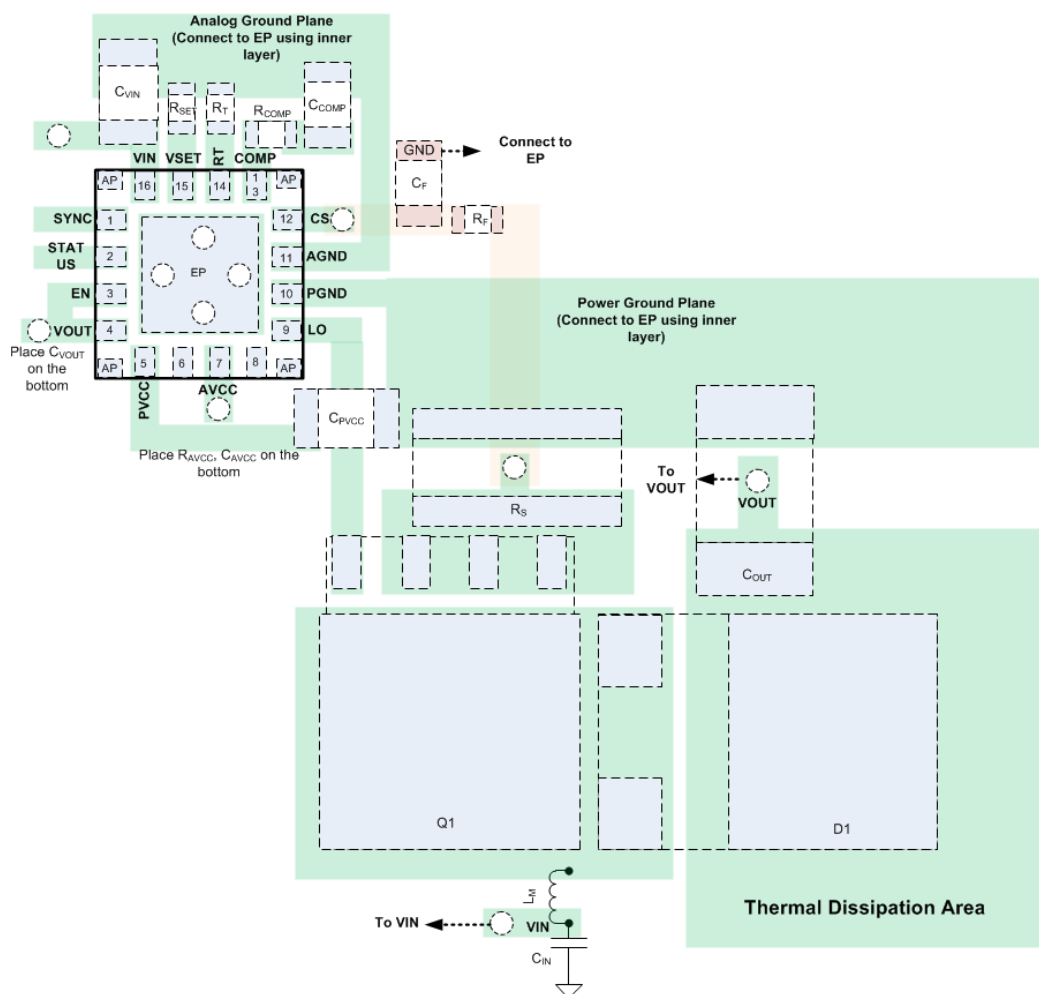 Analog Ground Plane
(Connect to EP using inner
layer)
CVIN
RSET
RT
RCOMP
CCOMP
VIN
VSET
RT
COMP
GND
Connect to
EP
CF
RF
AP
16
15
14
1
3
AP
SYNC
1
12
CS
STAT
US
2
EP
11
AGND
EN
3
10
PGND
VOUT
4
9
LO
Place CVOUT
on the
bottom
AP
5
6
7
8
AP
PVCC
AVCC
Power Ground Plane
(Connect to EP using inner
layer)
CPVCC
Place RAVCC, CAVCC on the
bottom
To
VOUT
VOUT
RS
COUT
Q1
D1
LM
To VIN
VIN
CIN
Thermal Dissipation Area